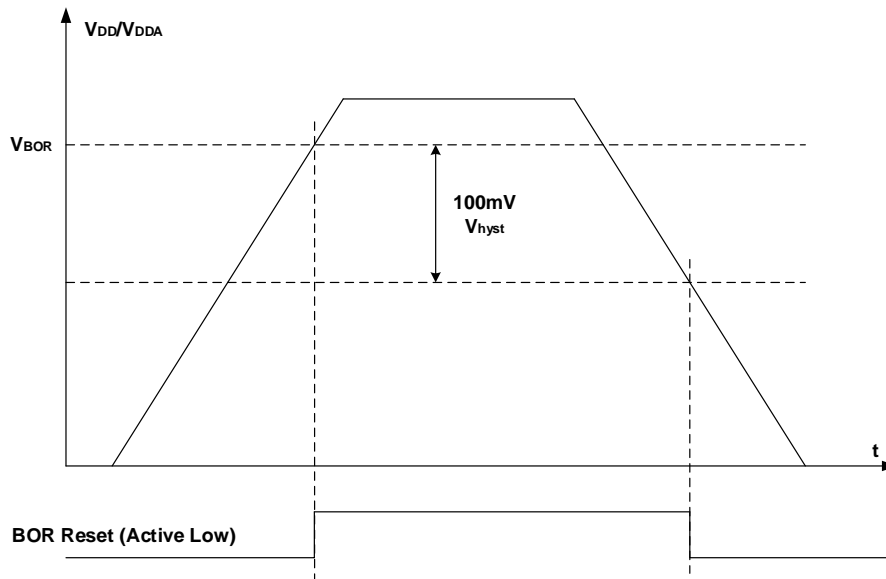 VDD/VDDA
VBOR
100mV
Vhyst
t
BOR Reset (Active Low)